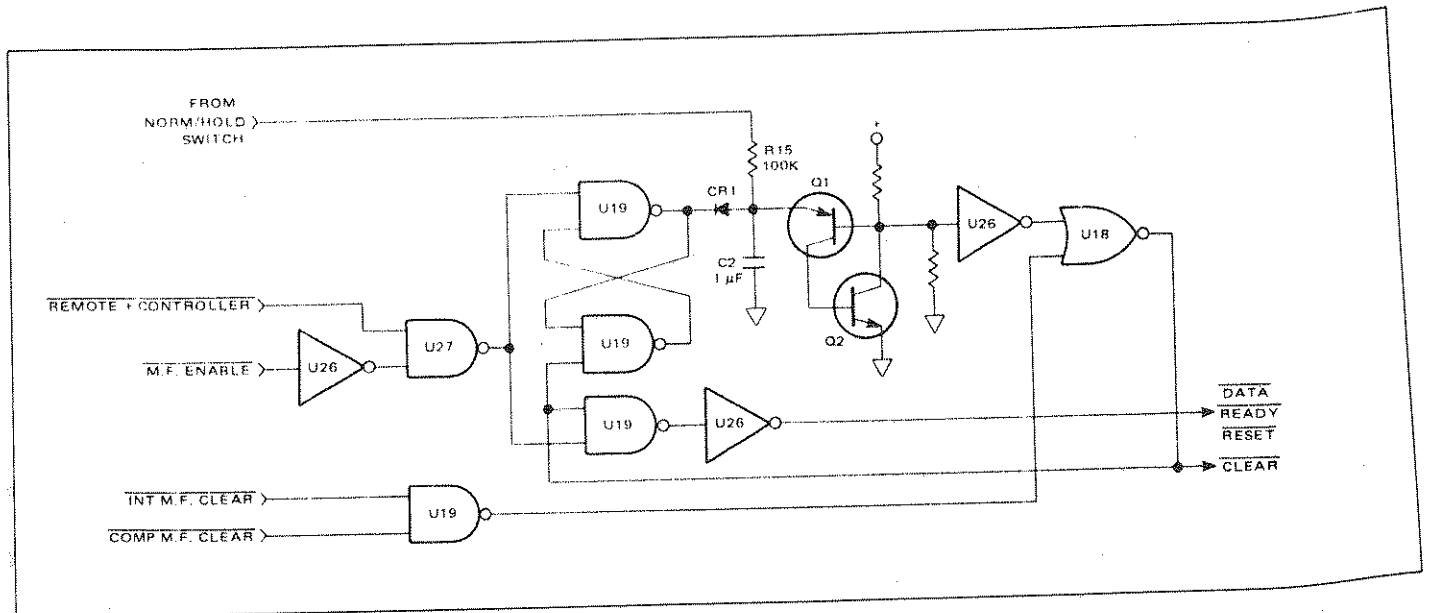 FROM
NORM/HOLD
SWITCH
R15
100K
+
Q1
CR1
U19
U26
U18
C2
1 µF
REMOTE + CONTROLLER
U27
U19
Q2
M.F. ENABLE
U26
DATA
READY
U19
U26
RESET
CLEAR
INT M.F. CLEAR
U19
COMP M.F. CLEAR